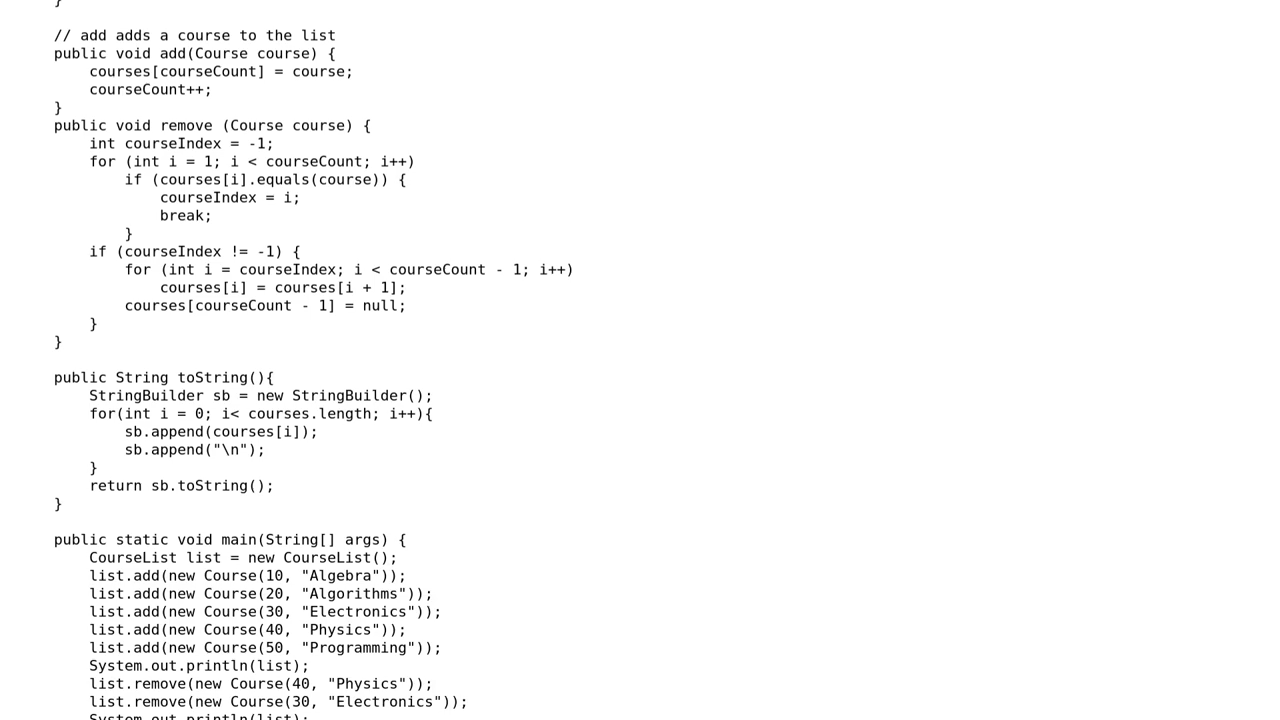 }
// add adds a course to the list
public void add(Course course) {
courses[courseCount] = course;
courseCount++;
}
public void remove (Course course) {
int courseIndex = -1;
for (int i = 1; i < courseCount; i++)
if (courses[i].equals(course)) {
courseIndex = i;
break;
}
if (courseIndex != -1) {
for (int i = courseIndex; i < courseCount - 1; i++)
courses[i] = courses[i + 1];
courses[courseCount - 1] = null;
}
}
public String toString(){
StringBuilder sb = new StringBuilder();
for(int i = 0; i< courses.length; i++){
sb.append(courses[i]);
sb.append("\n");
}
return sb.toString();
}
public static void main(String[] args) {
CourseList list = new CourseList();
list.add(new Course(10, "Algebra"));
list.add(new Course(20, "Algorithms"));
list.add(new Course(30, "Electronics"));
list.add(new Course(40, "Physics"));
list.add(new Course(50, "Programming"));
System.out.println(list);
list.remove(new Course(40, "Physics"));
list.remove(new Course(30, "Electronics"));
System.out.println(list);